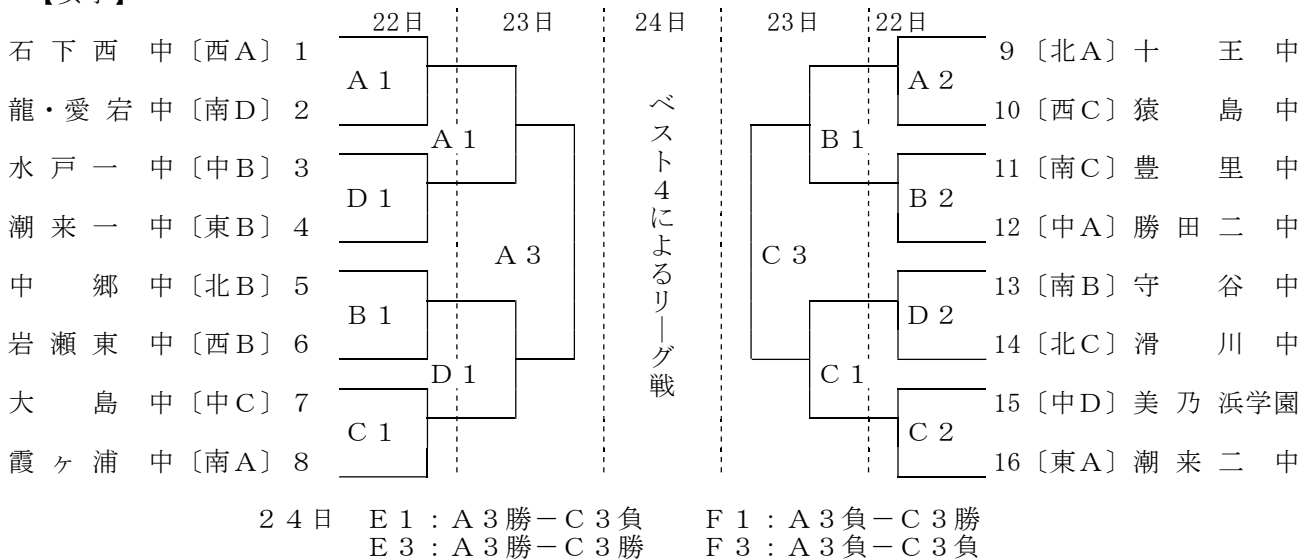 22日 23日 24日 23日 22日
石下西中〔西A〕1
龍・愛宕中〔南D〕2
水戸一中〔中B〕3
潮来一中〔東B〕4
中郷中〔北B〕5
岩瀬東中〔西B〕6
大島中〔中C〕7
霞ヶ浦中〔南A〕8
A1
D1
B1
C1
A1
D1
A3
ベスト4によるリーグ戦
C3
B1
C1
A2
B2
D2
C2
9〔北A〕十王中
10〔西C〕猿島中
11〔南C〕豊里中
12〔中A〕勝田二中
13〔南B〕守谷中
14〔北C〕滑川中
15〔中D〕美乃浜学園
16〔東A〕潮来二中
24日 E1：A3勝－C3負 F1：A3負－C3勝
E3：A3勝－C3勝 F3：A3負－C3負